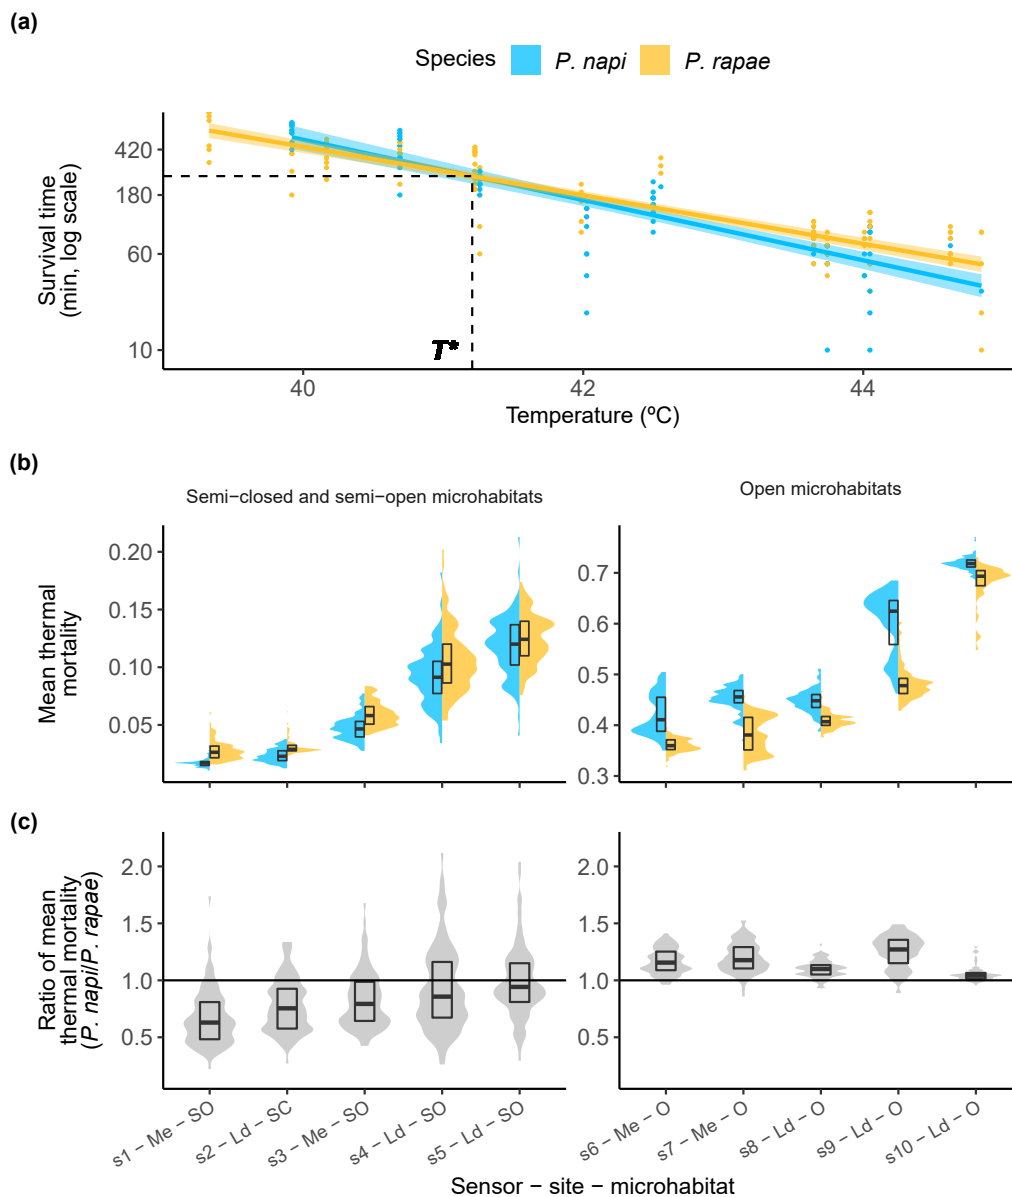 (a)
Species P. napi P. rapae
Survival time
(min, log scale)
420
180
60
10
T*
40 42 44
Temperature (ºC)
(b)
Semi−closed and semi−open microhabitats
Open microhabitats
Mean thermal
mortality
0.20
0.15
0.10
0.05
0.7
0.6
0.5
0.4
0.3
(c)
Ratio of mean
thermal mortality
(P. napi/P. rapae)
2.0
1.5
1.0
0.5
2.0
1.5
1.0
0.5
s1 − Me − SO
s2 − Ld − SC
s3 − Me − SO
s4 − Ld − SO
s5 − Ld − SO
s6 − Me − O
s7 − Me − O
s8 − Ld − O
s9 − Ld − O
s10 − Ld − O
Sensor − site − microhabitat